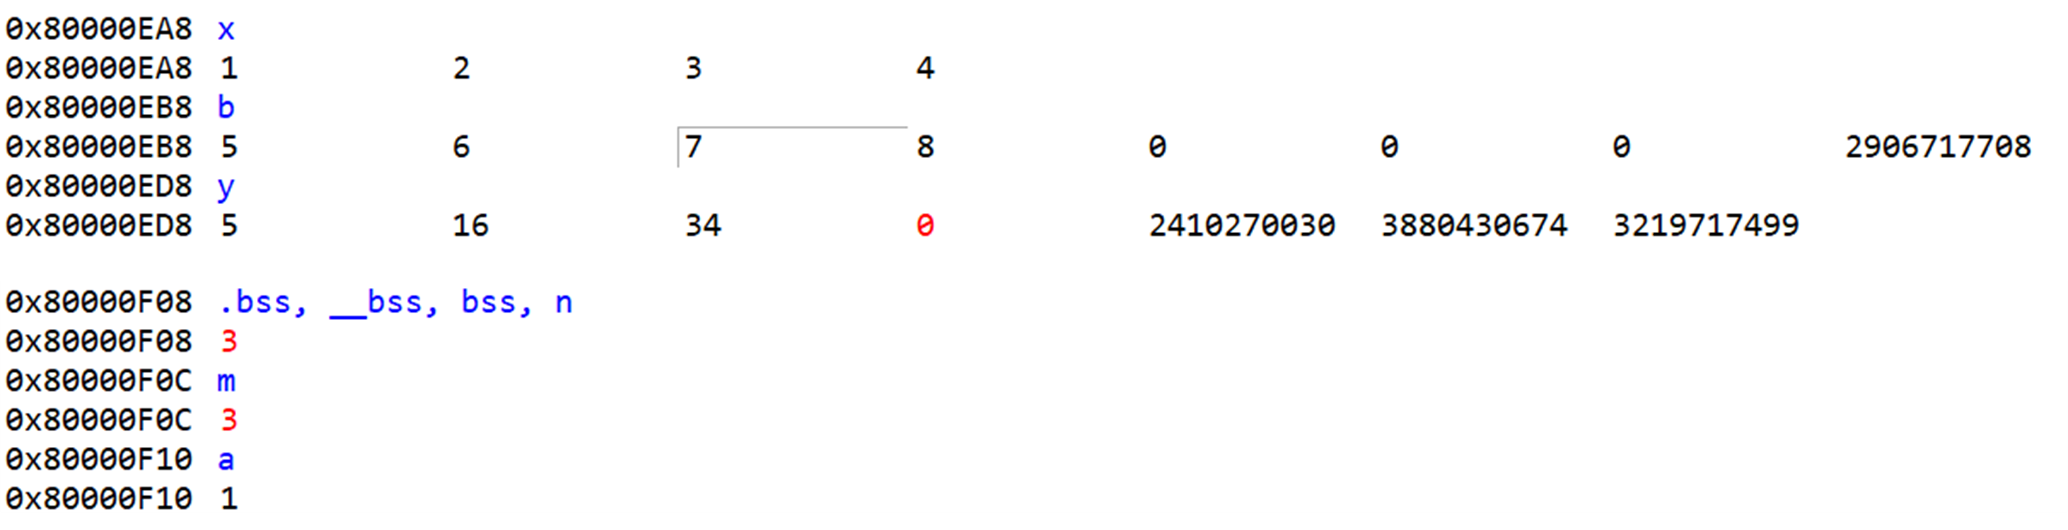 0x80000EA8 x
0x80000EA8 1 2 3 4
0x80000EB8 b
0x80000EB8 5 6 7 8 0 0 0 2906717708
0x80000ED8 y
0x80000ED8 5 16 34 0 2410270030 3880430674 3219717499
0x80000F08 .bss, __bss, bss, n
0x80000F08 3
0x80000F0C m
0x80000F0C 3
0x80000F10 a
0x80000F10 1